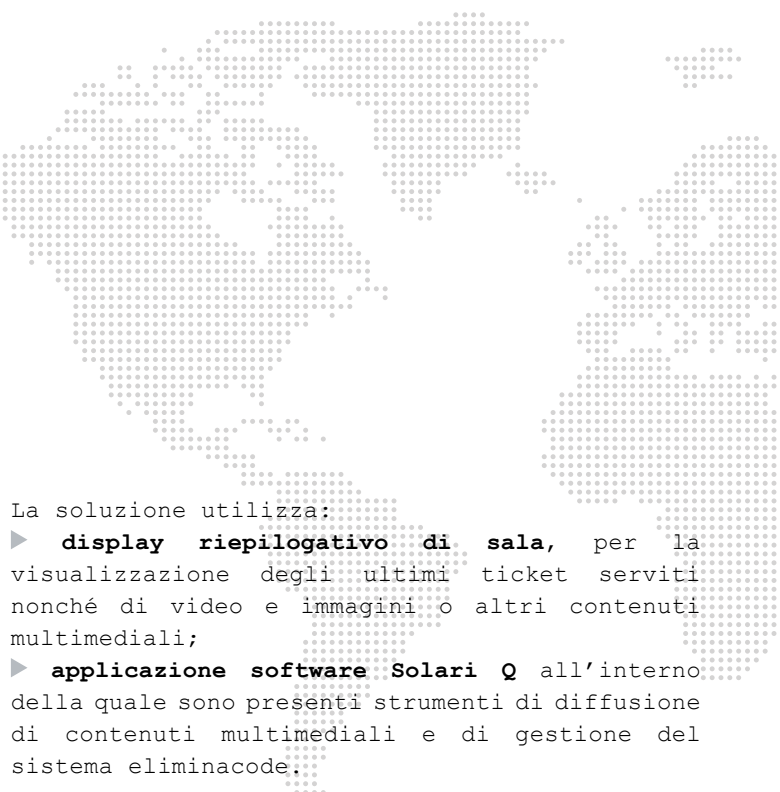 La soluzione utilizza:
▶ display riepilogativo di sala, per la
visualizzazione degli ultimi ticket serviti
nonché di video e immagini o altri contenuti
multimediali;
▶ applicazione software Solari Q all’interno
della quale sono presenti strumenti di diffusione
di contenuti multimediali e di gestione del
sistema eliminacode.